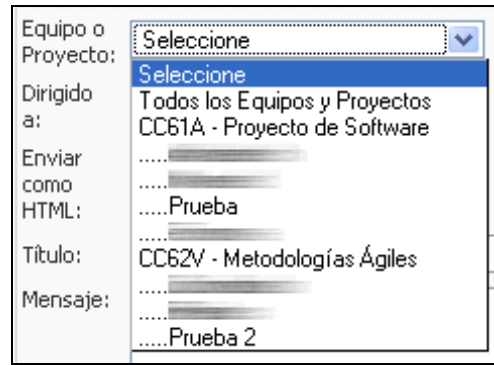 Equipo o
Proyecto:
Seleccione
Seleccione
Todos los Equipos y Proyectos
CC61A - Proyecto de Software
.....
.....
.....Prueba
.....
CC62V - Metodologías Ágiles
.....
.....
.....Prueba 2
Dirigido
a:
Enviar
como
HTML:
Título:
Mensaje: